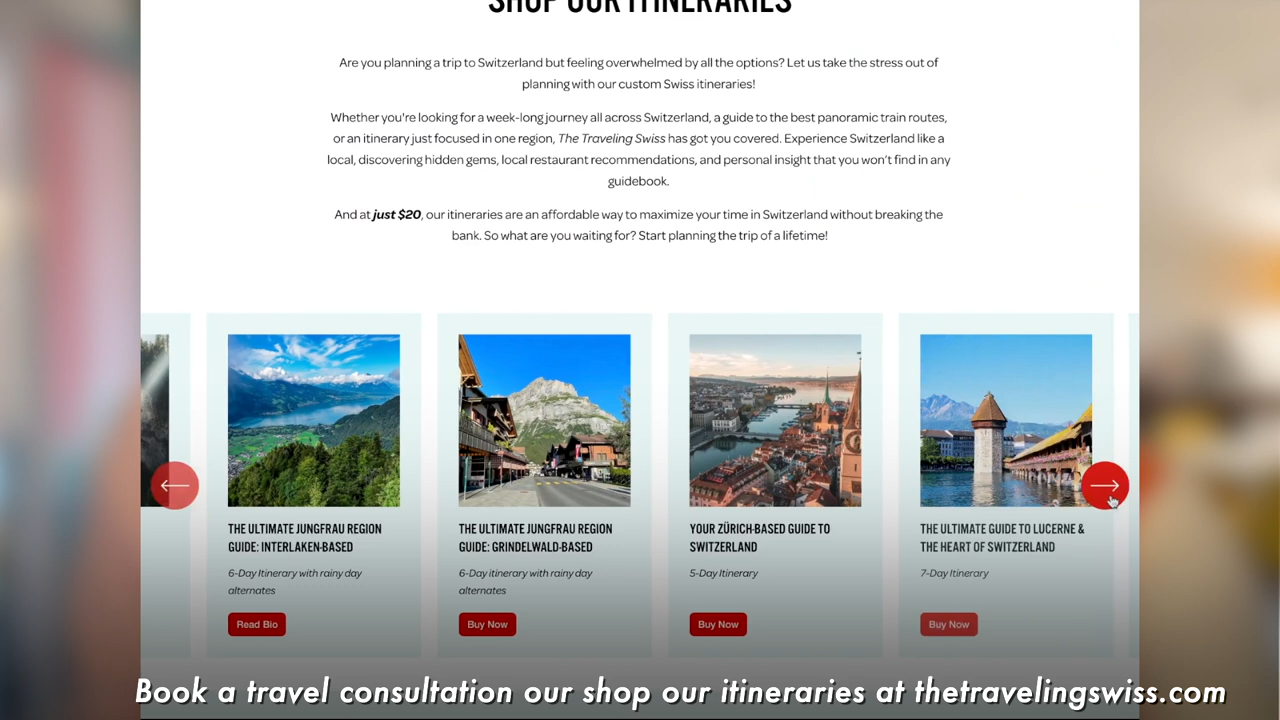 SHOP OUR ITINERARIES
Are you planning a trip to Switzerland but feeling overwhelmed by all the options? Let us take the stress out of
planning with our custom Swiss itineraries!
Whether you're looking for a week-long journey all across Switzerland, a guide to the best panoramic train routes,
or an itinerary just focused in one region, The Traveling Swiss has got you covered. Experience Switzerland like a
local, discovering hidden gems, local restaurant recommendations, and personal insight that you won't find in any
guidebook.
And at just $20, our itineraries are an affordable way to maximize your time in Switzerland without breaking the
bank. So what are you waiting for? Start planning the trip of a lifetime!
THE ULTIMATE JUNGFRAU REGION
GUIDE: INTERLAKEN-BASED
6-Day Itinerary with rainy day
alternates
Read Bio
THE ULTIMATE JUNGFRAU REGION
GUIDE: GRINDELWALD-BASED
6-Day itinerary with rainy day
alternates
Buy Now
YOUR ZÜRICH-BASED GUIDE TO
SWITZERLAND
5-Day Itinerary
Buy Now
THE ULTIMATE GUIDE TO LUCERNE &
THE HEART OF SWITZERLAND
7-Day Itinerary
Buy Now
Book a travel consultation our shop our itineraries at thetravelingswiss.com